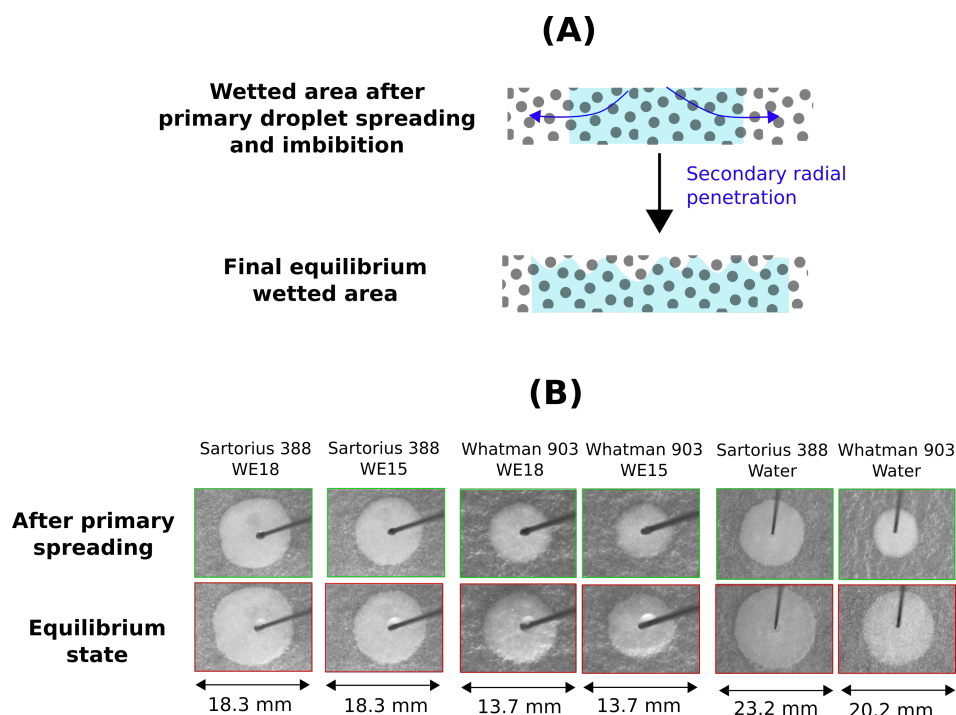 (A)
Wetted area after
primary droplet spreading
and imbibition
Secondary radial
penetration
Final equilibrium
wetted area
(B)
Sartorius 388
WE18
Sartorius 388
WE15
Whatman 903
WE18
Whatman 903
WE15
Sartorius 388
Water
Whatman 903
Water
After primary
spreading
Equilibrium
state
18.3 mm
18.3 mm
13.7 mm
13.7 mm
23.2 mm
20.2 mm